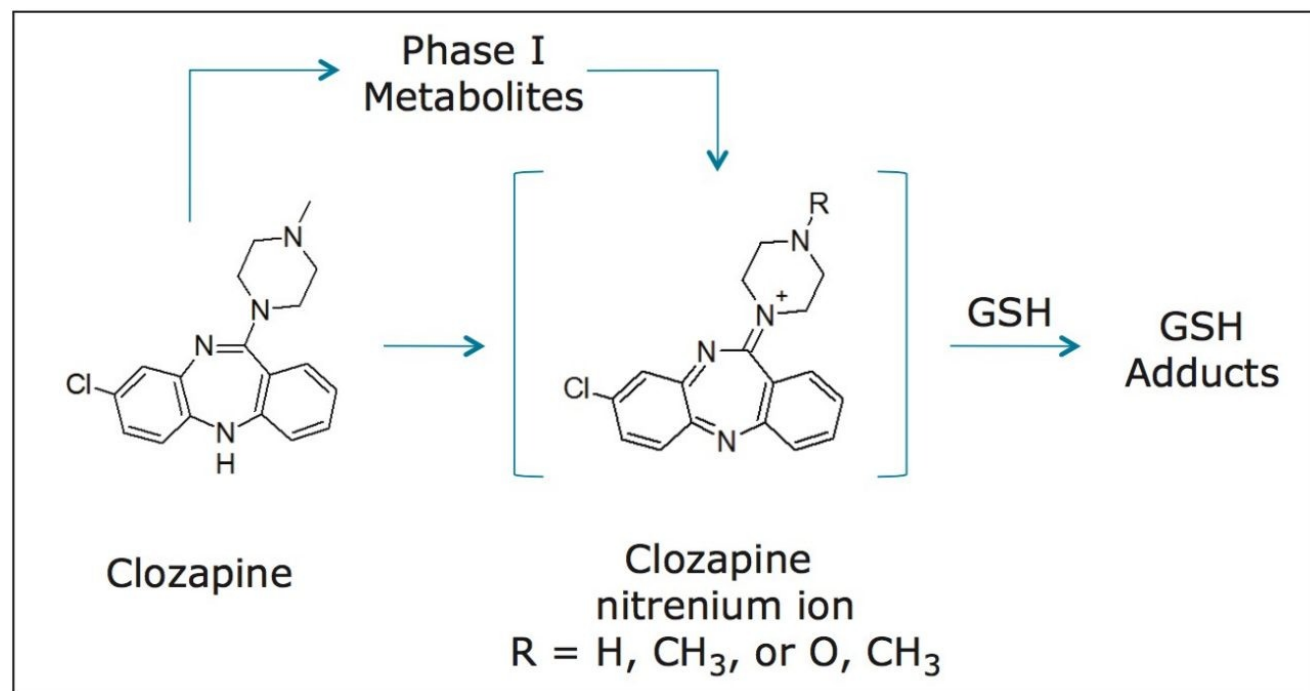 Phase I
Metabolites
N
N
N
Cl
N
H
R
N
N+
N
Cl
N
GSH
GSH
Adducts
Clozapine
Clozapine
nitrenium ion
R = H, CH₃, or O, CH₃